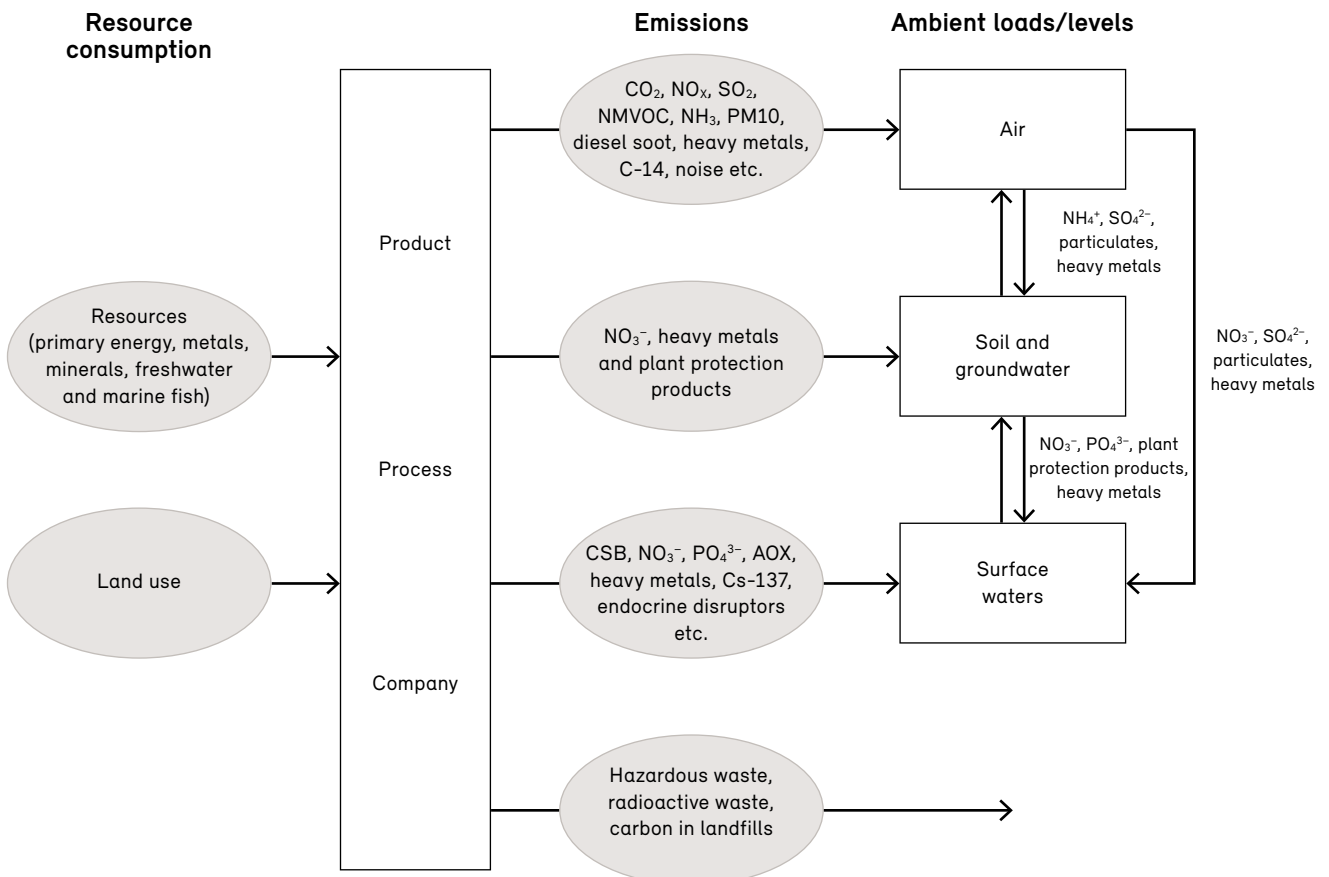 Resource
consumption
Emissions
Ambient loads/levels
CO₂, NOₓ, SO₂,
NMVOC, NH₃, PM10,
diesel soot, heavy metals,
C-14, noise etc.
Air
NH₄⁺, SO₄²⁻,
particulates,
heavy metals
Product
Resources
(primary energy, metals,
minerals, freshwater
and marine fish)
NO₃⁻, heavy metals
and plant protection
products
Soil and
groundwater
NO₃⁻, SO₄²⁻,
particulates,
heavy metals
NO₃⁻, PO₄³⁻, plant
protection products,
heavy metals
Process
Land use
CSB, NO₃⁻, PO₄³⁻, AOX,
heavy metals, Cs-137,
endocrine disruptors
etc.
Surface
waters
Company
Hazardous waste,
radioactive waste,
carbon in landfills